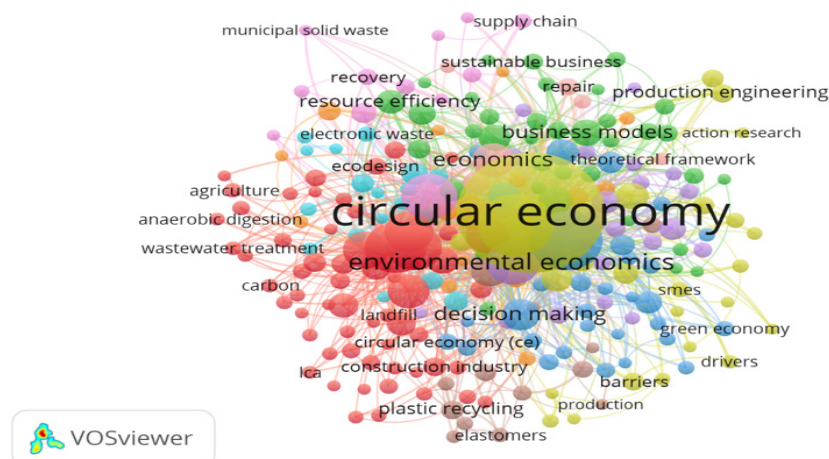 supply chain
municipal solid waste
sustainable business
recovery
repair
production engineering
resource efficiency
electronic waste
business models
action research
economics
theoretical framework
ecodesign
agriculture
circular economy
anaerobic digestion
wastewater treatment
environmental economics
carbon
smes
landfill
decision making
green economy
circular economy (ce)
drivers
lca
construction industry
barriers
plastic recycling
production
elastomers
VOSviewer